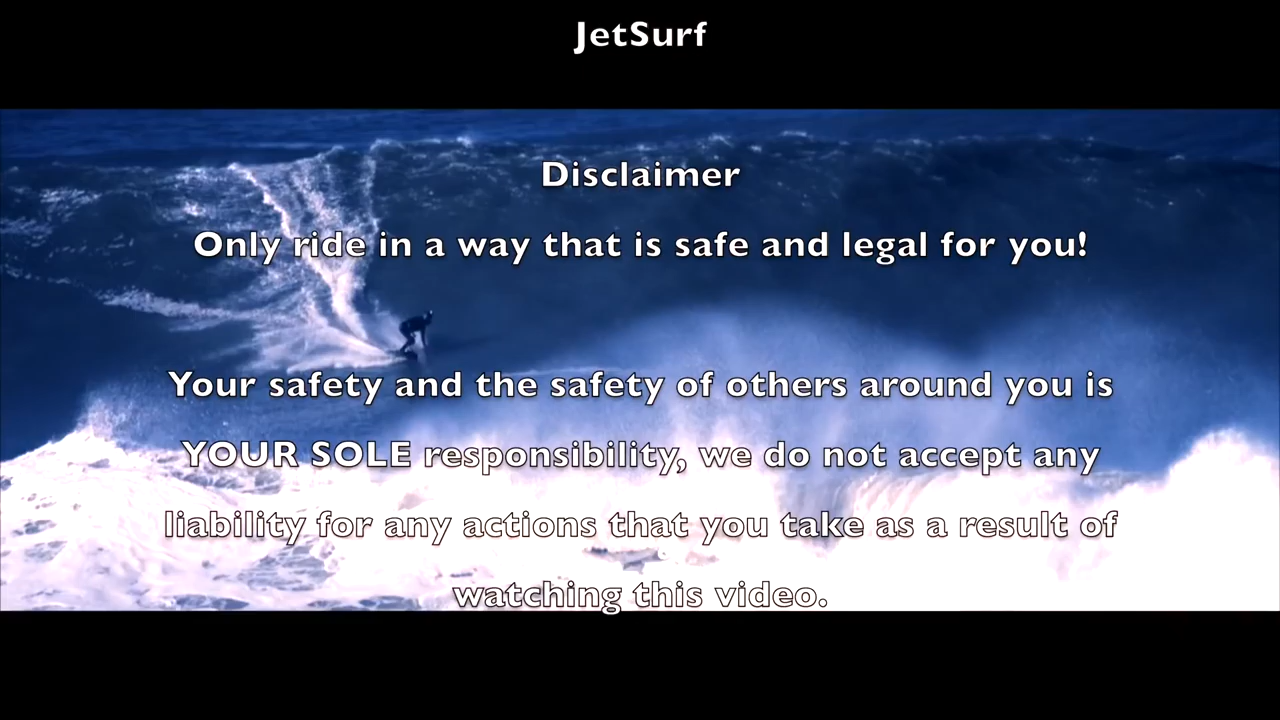 JetSurf
Disclaimer
Only ride in a way that is safe and legal for you!
Your safety and the safety of others around you is
YOUR SOLE responsibility, we do not accept any
liability for any actions that you take as a result of
watching this video.